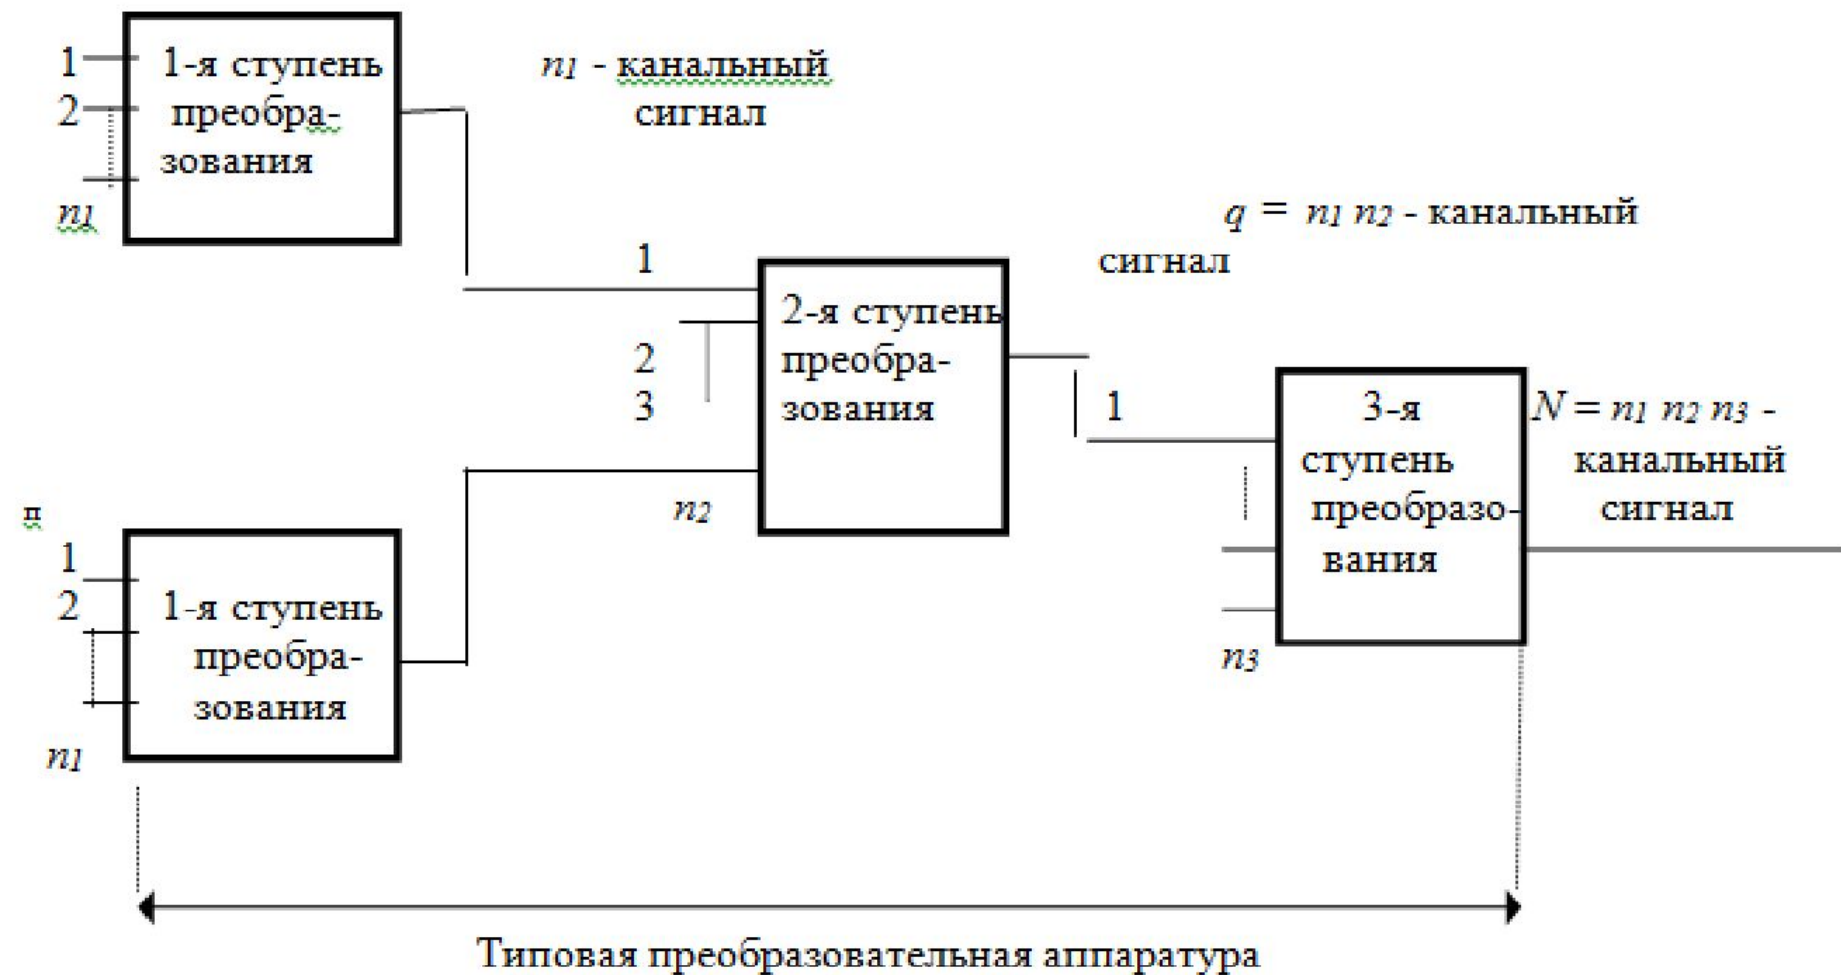 1
2
n1
1-я ступень
преобра-
зования
n1 - канальный
сигнал
q = n1 n2 - канальный
сигнал
1
2
3
n2
2-я ступень
преобра-
зования
1
n3
3-я
ступень
преобразо-
вания
N = n1 n2 n3 -
канальный
сигнал
п
1
2
n1
1-я ступень
преобра-
зования
Типовая преобразовательная аппаратура